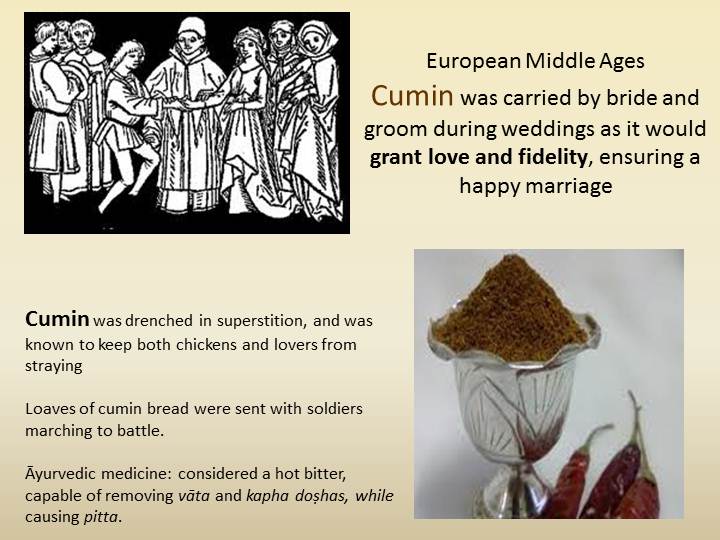 European Middle Ages
Cumin was carried by bride and
groom during weddings as it would
grant love and fidelity, ensuring a
happy marriage
Cumin was drenched in superstition, and was
known to keep both chickens and lovers from
straying
Loaves of cumin bread were sent with soldiers
marching to battle.
Āyurvedic medicine: considered a hot bitter,
capable of removing vāta and kapha doṣhas, while
causing pitta.